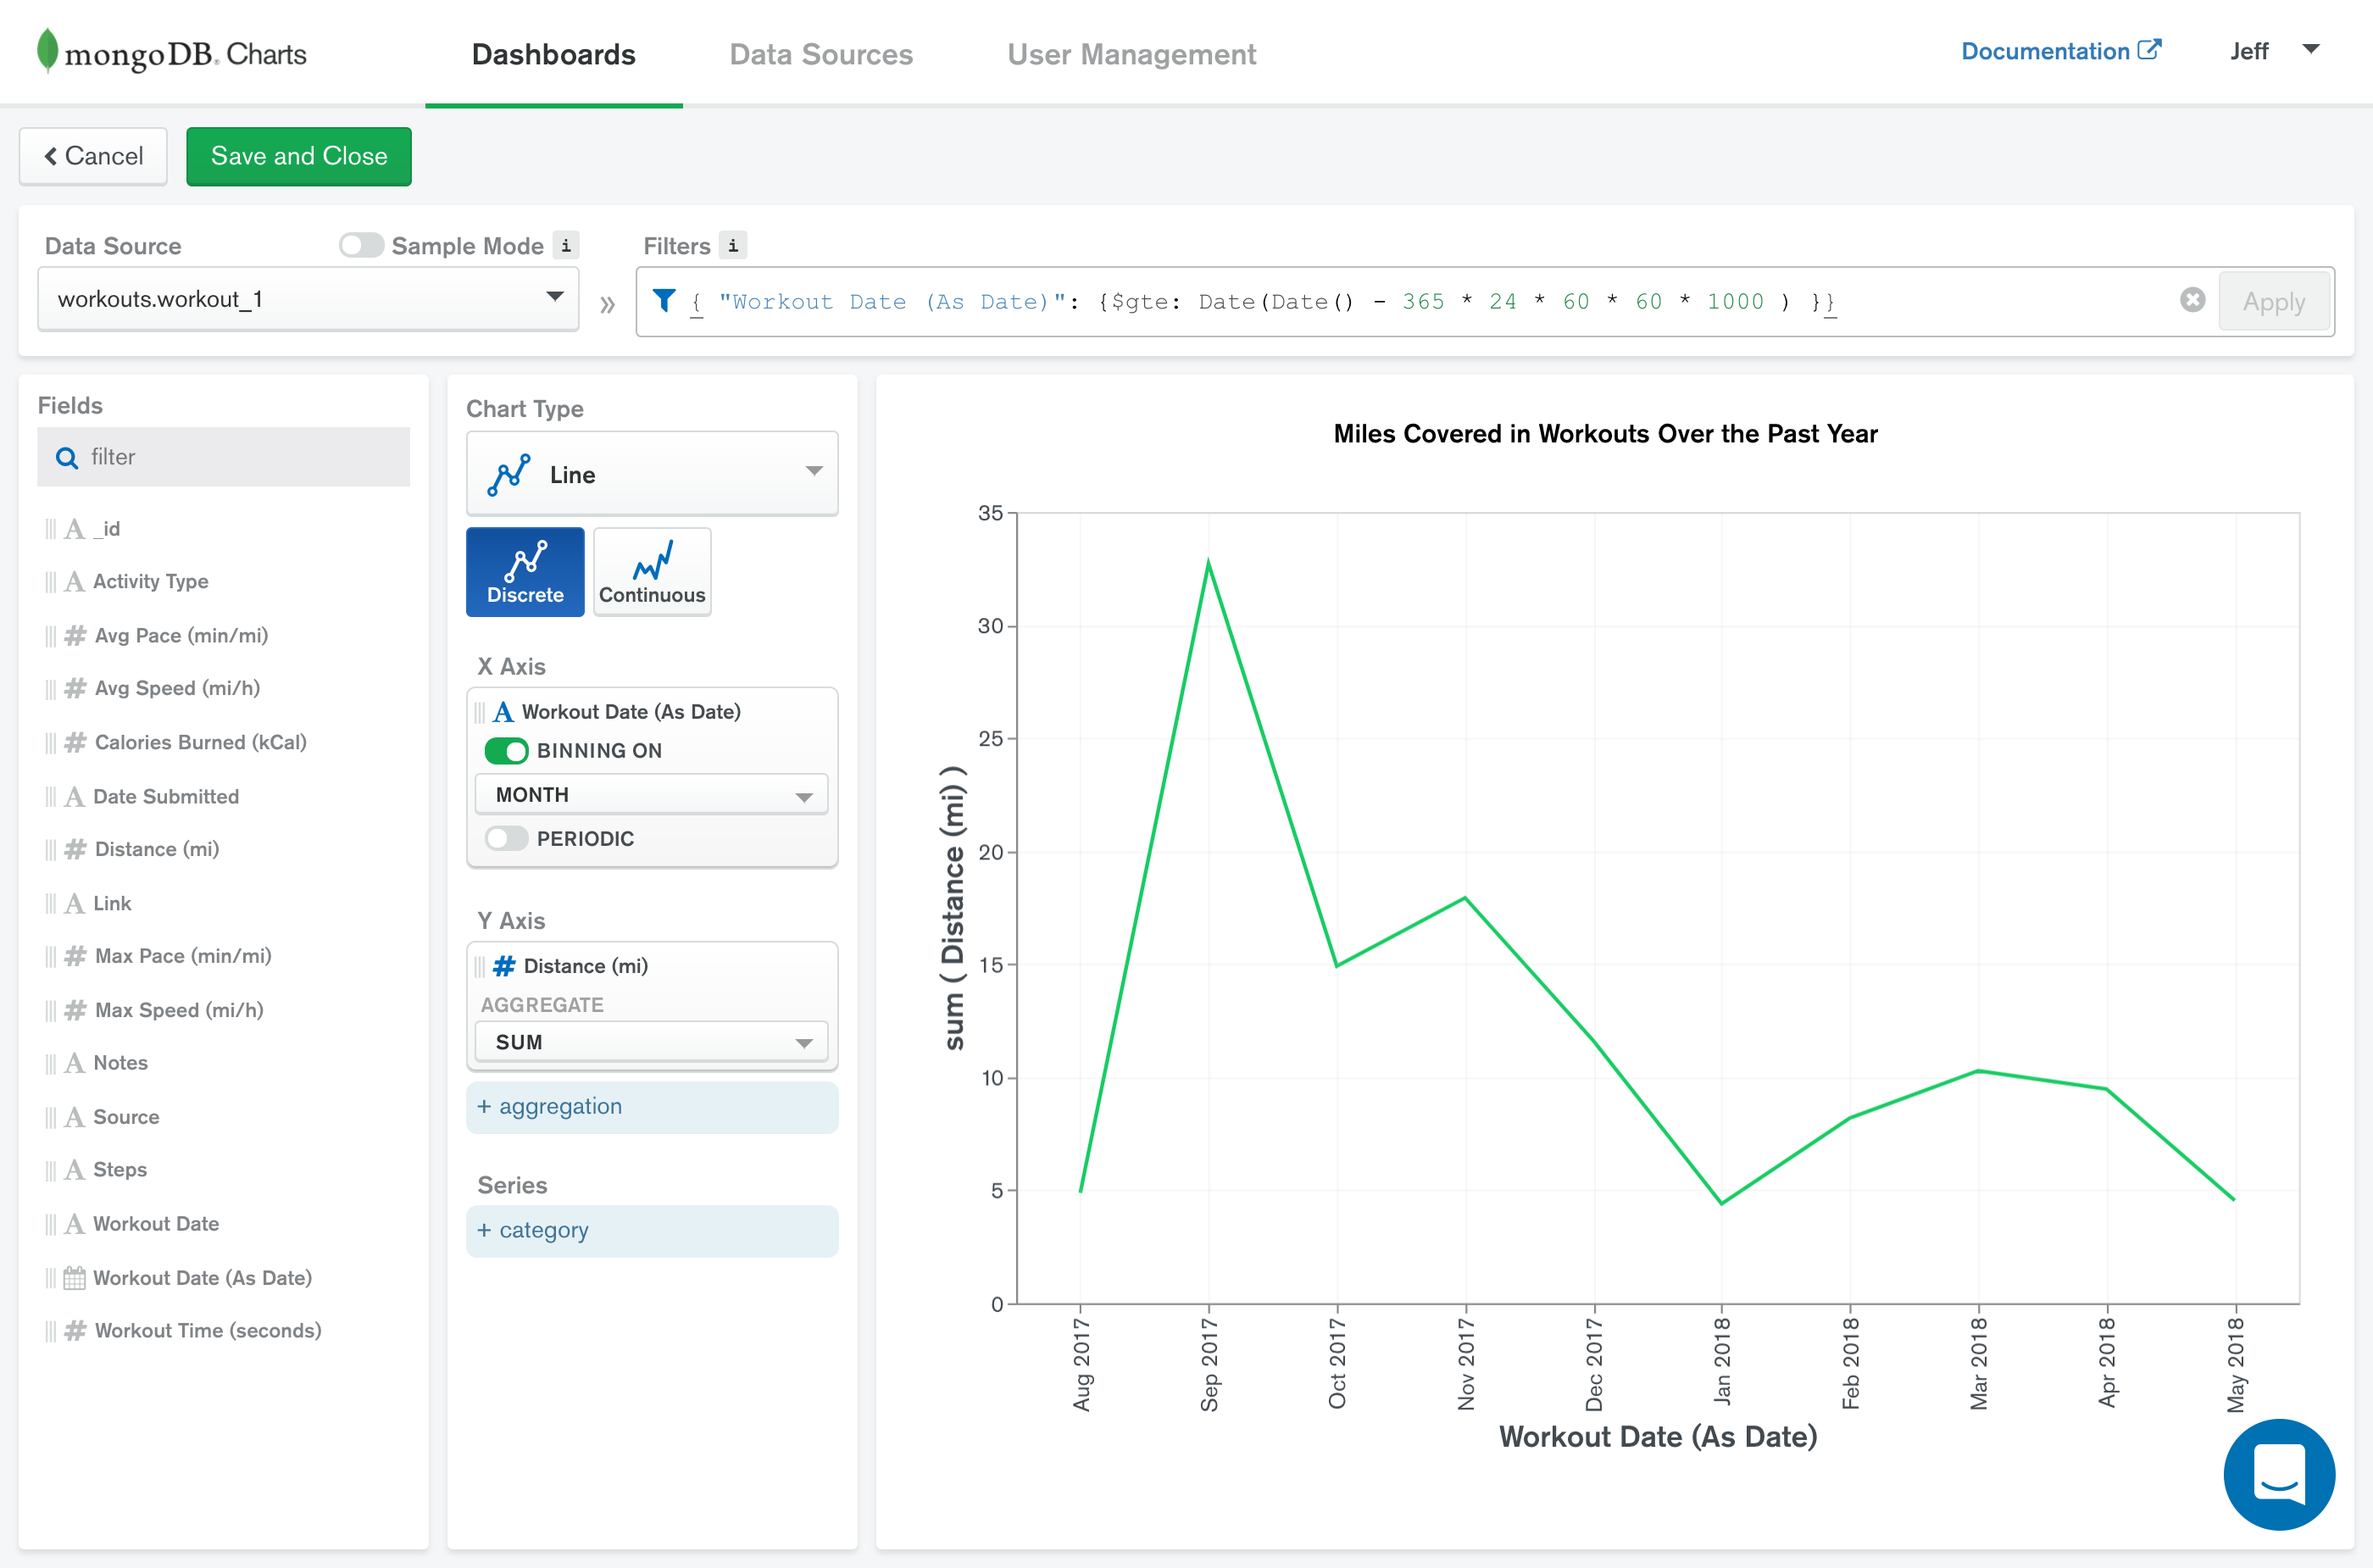 mongoDB. Charts
Dashboards
Data Sources
User Management
Documentation
Jeff
Cancel
Save and Close
Data Source
Sample Mode
i
Filters
i
workouts.workout_1
»
{ "Workout Date (As Date)": {$gte: Date(Date() - 365 * 24 * 60 * 60 * 1000 ) }}
Apply
Fields
filter
A _id
A Activity Type
# Avg Pace (min/mi)
# Avg Speed (mi/h)
# Calories Burned (kCal)
A Date Submitted
# Distance (mi)
A Link
# Max Pace (min/mi)
# Max Speed (mi/h)
A Notes
A Source
A Steps
A Workout Date
Workout Date (As Date)
# Workout Time (seconds)
Chart Type
Line
Discrete
Continuous
X Axis
A Workout Date (As Date)
BINNING ON
MONTH
PERIODIC
Y Axis
# Distance (mi)
AGGREGATE
SUM
+ aggregation
Series
+ category
Miles Covered in Workouts Over the Past Year
sum ( Distance (mi) )
35
30
25
20
15
10
5
0
Aug 2017
Sep 2017
Oct 2017
Nov 2017
Dec 2017
Jan 2018
Feb 2018
Mar 2018
Apr 2018
May 2018
Workout Date (As Date)